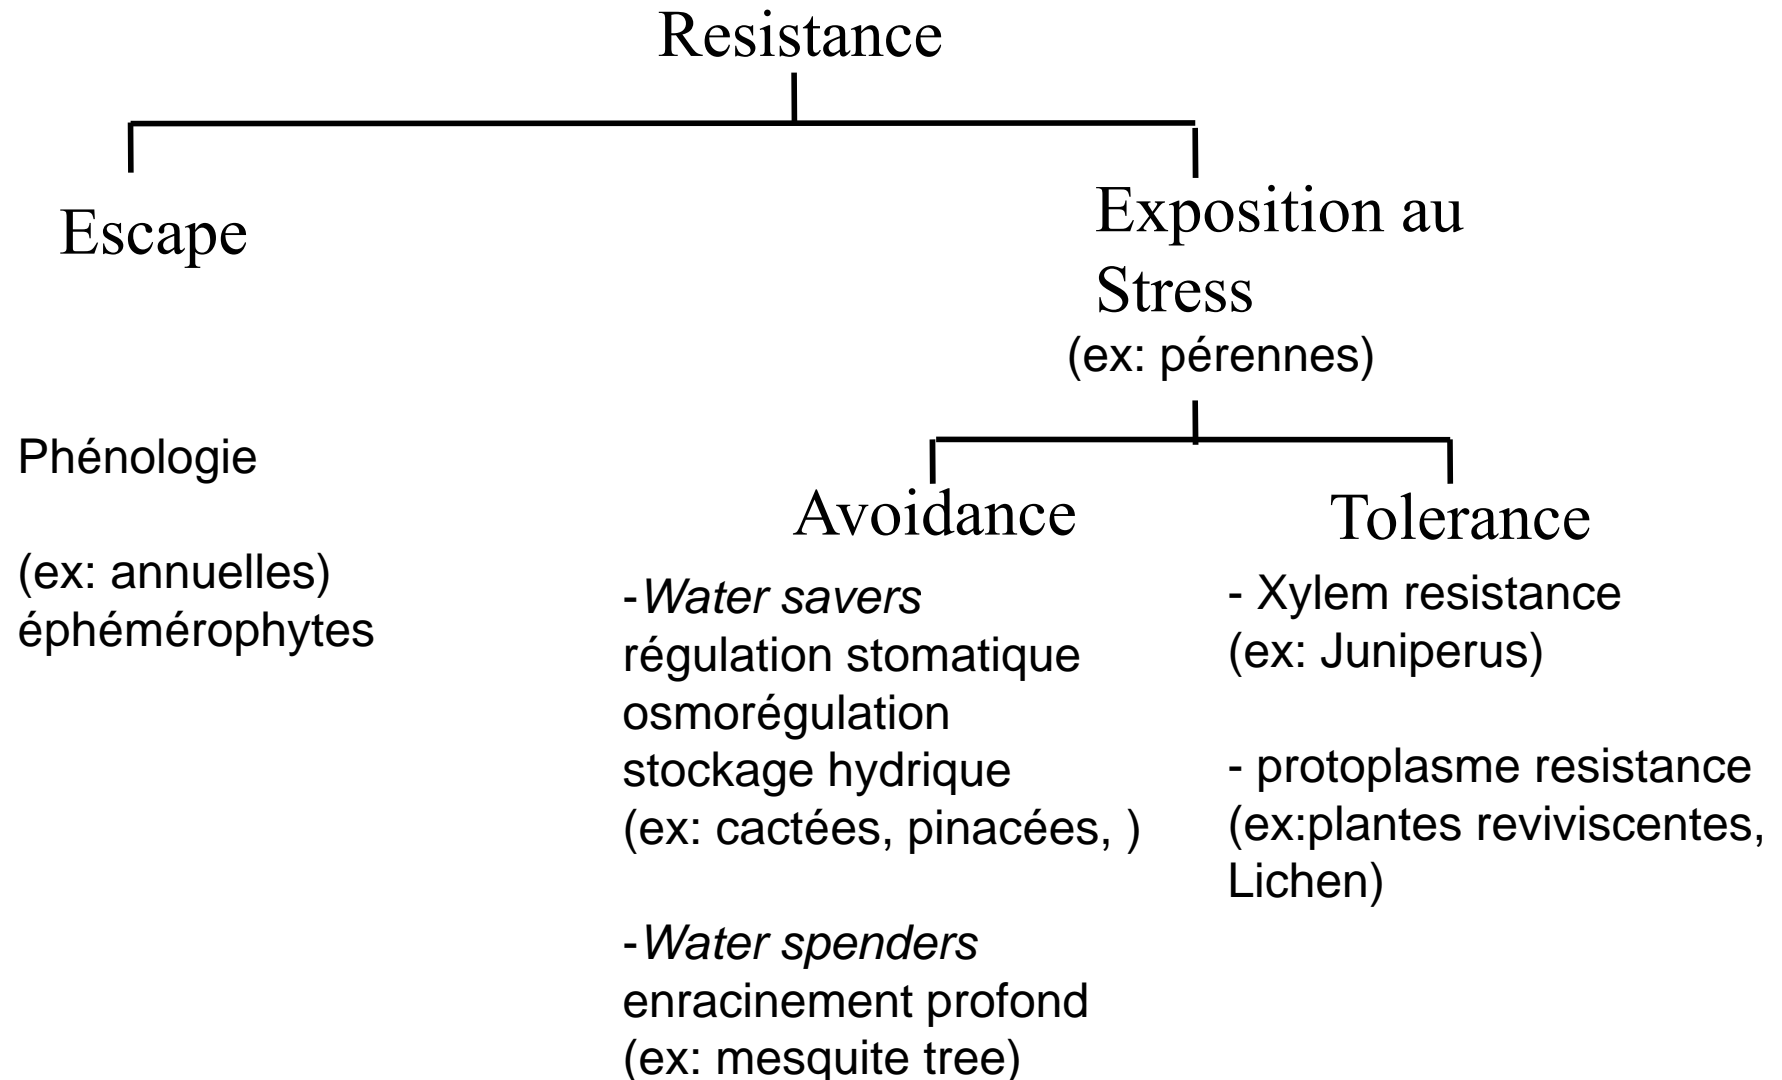 Resistance
Escape
Exposition au
Stress
(ex: pérennes)
Phénologie
(ex: annuelles)
éphémérophytes
Avoidance
-Water savers
régulation stomatique
osmorégulation
stockage hydrique
(ex: cactées, pinacées, )
-Water spenders
enracinement profond
(ex: mesquite tree)
Tolerance
- Xylem resistance
(ex: Juniperus)
- protoplasme resistance
(ex:plantes reviviscentes,
Lichen)